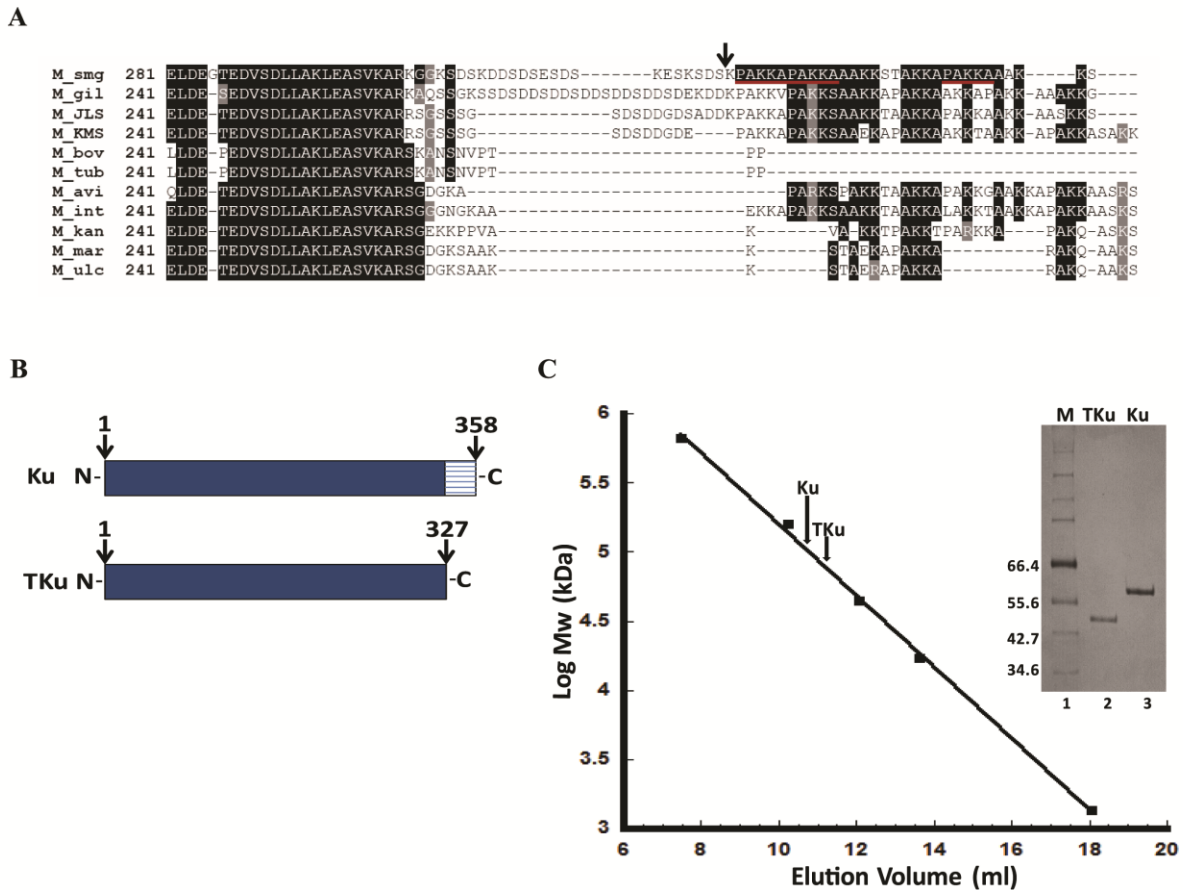 A
M_smg 281 ELDEGTEDVSDLLAKLEASVKARKGGKSDSKDDSDSESDS-------KESKSDSKPAKKAPAKKAAAKKSTAKKAPAKKAAAK-----KS----
M_gil 241 ELDE-SEDVSDLLAKLEASVKARKAQSSGKSSDSDDSDSDDSDSDSDDSDEKDDKPAKKVPAKKSAAKKAPAKKAAKKAPAKK-AAAKKG----
M_JLS 241 ELDE-TEDVSDLLAKLEASVKARRSGSSSG-------------SDSDDGDSADDKPAKKAPAKKSAAKKAPAKKAPAKKAAKK-AASKKS----
M_KMS 241 ELDE-TEDVSDLLAKLEASVKARRSGSSSG-------------SDSDDGDE----PAKKAPAKKSAAEKAPAKKAAKKTAAKK-APAKKASAKK
M_bov 241 LLDE-PEDVSDLLAKLEASVKARSKANSNVPT------------------------PP------------------------------------
M_tub 241 LLDE-PEDVSDLLAKLEASVKARSKANSNVPT------------------------PP------------------------------------
M_avi 241 QLDE-TEDVSDLLAKLEASVKARSGDGKA-------------------------------PARKSPAKKTAAKKAPAKKGAAKKAPAKKAASRS
M_int 241 ELDE-TEDVSDLLAKLEASVKARSGGGNGKAA------------------------EKKAPAKKSAAKKTAAKKALAKKTAAKKAPAKKAASKS
M_kan 241 ELDE-TEDVSDLLAKLEASVKARSGEKKPPVA------------------------K-------VA-KKTPAKKTPARKKA-----PAKQ-ASKS
M_mar 241 ELDE-TEDVSDLLAKLEASVKARSGDGKSAAK------------------------K-------STAEKAPAKKA----------RAKQ-AAKS
M_ulc 241 ELDE-TEDVSDLLAKLEASVKARSGDGKSAAK------------------------K-------STAERAPAKKA----------RAKQ-AAKS
B
1 358
Ku N- -C
1 327
TKu N- -C
C
Log Mw (kDa)
6
5.5
5
4.5
4
3.5
3
Ku
TKu
6 8 10 12 14 16 18 20
Elution Volume (ml)
M TKu Ku
66.4
55.6
42.7
34.6
1 2 3